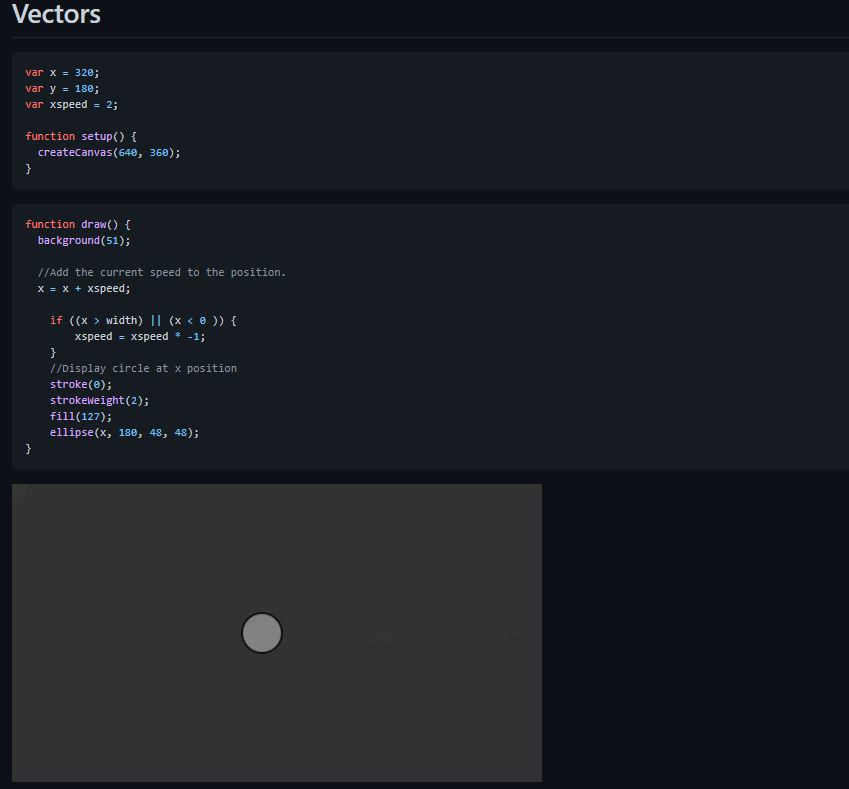 Vectors
var x = 320;
var y = 180;
var xspeed = 2;
function setup() {
createCanvas(640, 360);
}
function draw() {
background(51);
//Add the current speed to the position.
x = x + xspeed;
if ((x > width) || (x < 0 )) {
xspeed = xspeed * -1;
}
//Display circle at x position
stroke(0);
strokeWeight(2);
fill(127);
ellipse(x, 180, 48, 48);
}